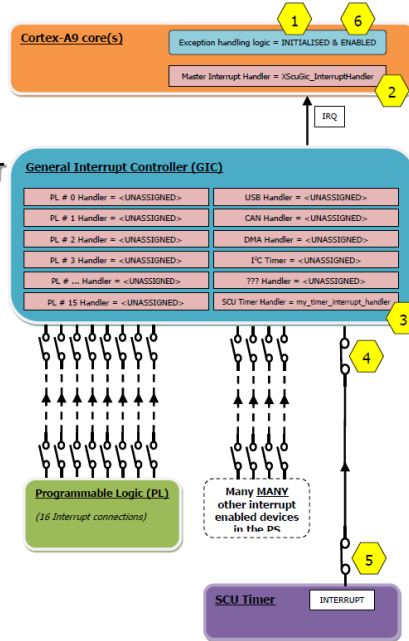 1
6
Cortex-A9 core(s)
Exception handling logic = INITIALISED & ENABLED
Master Interrupt Handler = XScuGic_InterruptHandler
2
IRQ
r
General Interrupt Controller (GIC)
PL # 0 Handler = <UNASSIGNED>
USB Handler = <UNASSIGNED>
PL # 1 Handler = <UNASSIGNED>
CAN Handler = <UNASSIGNED>
PL # 2 Handler = <UNASSIGNED>
DMA Handler = <UNASSIGNED>
PL # 3 Handler = <UNASSIGNED>
I²C Timer = <UNASSIGNED>
PL # ... Handler = <UNASSIGNED>
??? Handler = <UNASSIGNED>
PL # 15 Handler = <UNASSIGNED>
SCU Timer Handler = my_timer_interrupt_handler
3
4
Programmable Logic (PL)
(16 Interrupt connections)
Many MANY
other interrupt
enabled devices
in the PS
5
SCU Timer
INTERRUPT